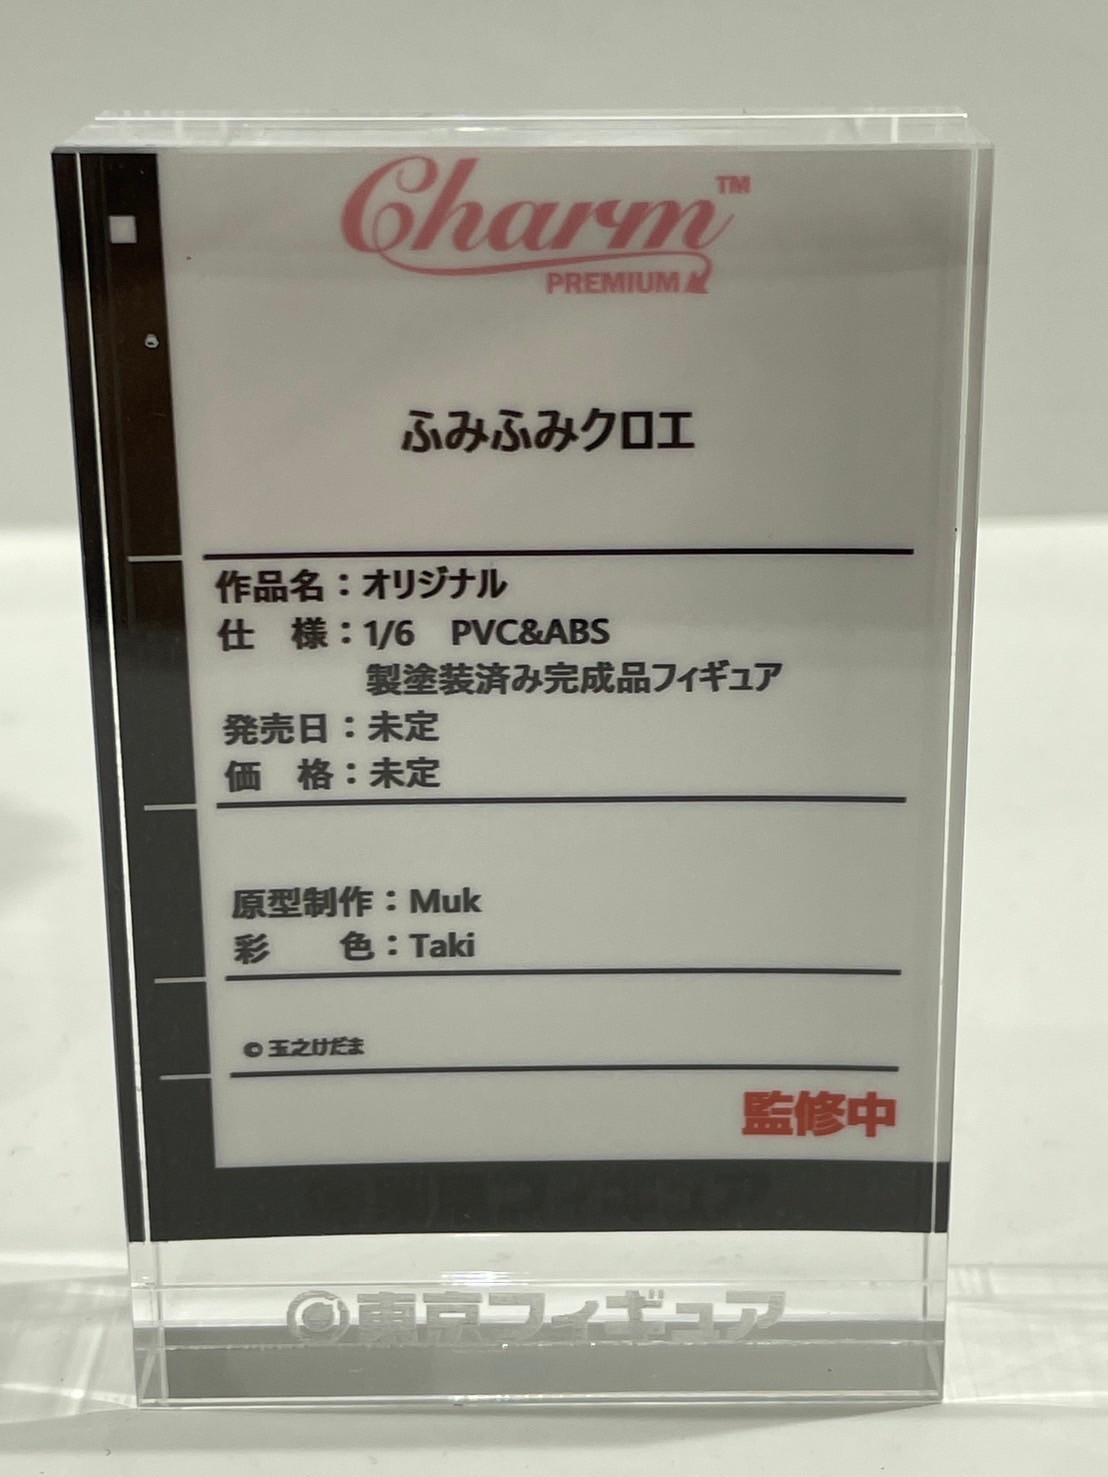 Charm™
PREMIUM
ふみふみクロエ
作品名：オリジナル
仕　様：1/6　PVC&ABS
製塗装済み完成品フィギュア
発売日：未定
価　格：未定
原型制作：Muk
彩　　色：Taki
© 玉之けだま
監修中
東京フィギュア